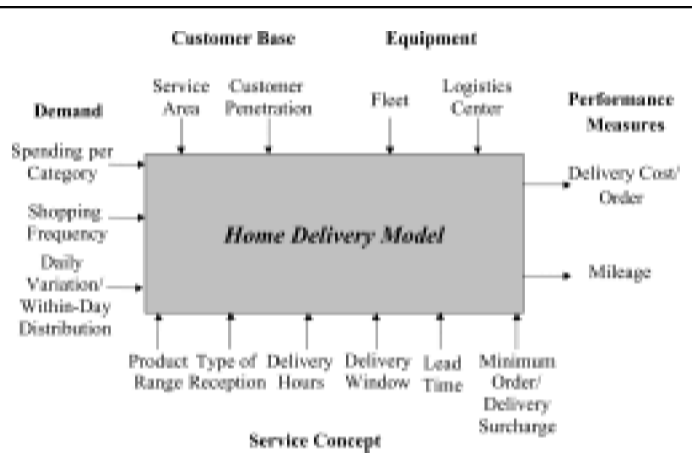 Customer Base
Equipment
Service
Area
Customer
Penetration
Fleet
Logistics
Center
Demand
Performance
Measures
Spending per
Category
Shopping
Frequency
Daily
Variation/
Within-Day
Distribution
Home Delivery Model
Delivery Cost/
Order
Mileage
Product
Range
Type of
Reception
Delivery
Hours
Delivery
Window
Lead
Time
Minimum
Order/
Delivery
Surcharge
Service Concept